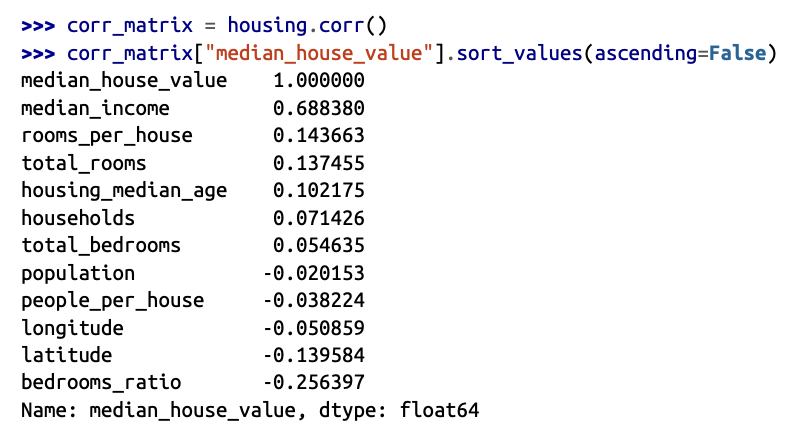 >>> corr_matrix = housing.corr()
>>> corr_matrix["median_house_value"].sort_values(ascending=False)
median_house_value    1.000000
median_income         0.688380
rooms_per_house       0.143663
total_rooms           0.137455
housing_median_age    0.102175
households            0.071426
total_bedrooms        0.054635
population           -0.020153
people_per_house     -0.038224
longitude            -0.050859
latitude             -0.139584
bedrooms_ratio       -0.256397
Name: median_house_value, dtype: float64